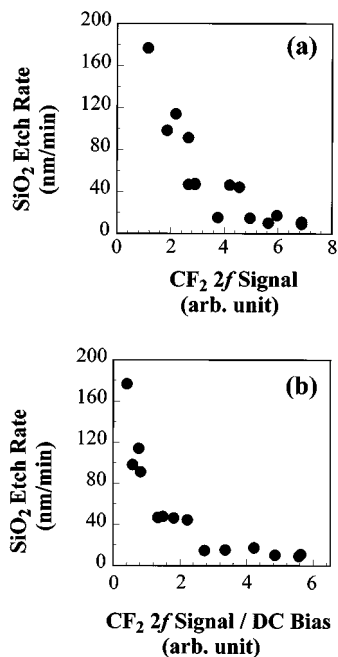 (a)
SiO2 Etch Rate
(nm/min)
200
160
120
80
40
0
0 2 4 6 8
CF2 2f Signal
(arb. unit)
(b)
SiO2 Etch Rate
(nm/min)
200
160
120
80
40
0
0 2 4 6
CF2 2f Signal / DC Bias
(arb. unit)